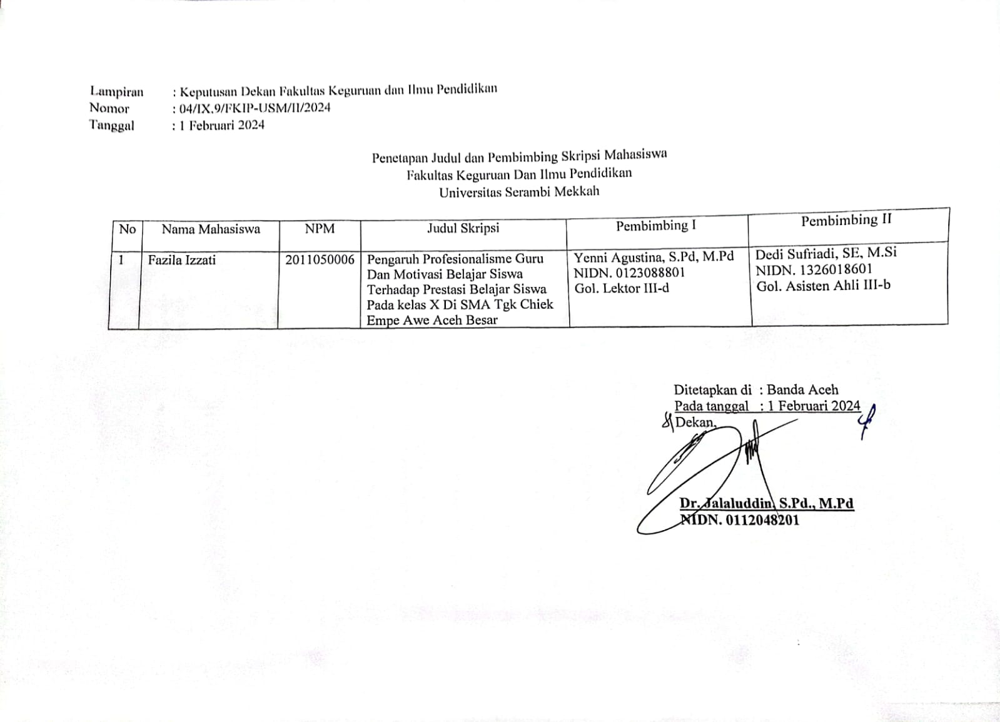 Lampiran : Keputusan Dekan Fakultas Keguruan dan Ilmu Pendidikan
Nomor : 04/IX.9/FKIP-USM/II/2024
Tanggal : 1 Februari 2024
Penetapan Judul dan Pembimbing Skripsi Mahasiswa
Fakultas Keguruan Dan Ilmu Pendidikan
Universitas Serambi Mekkah
No Nama Mahasiswa NPM Judul Skripsi Pembimbing I Pembimbing II
1 Fazila Izzati 2011050006 Pengaruh Profesionalisme Guru Yenni Agustina, S.Pd, M.Pd Dedi Sufriadi, SE, M.Si
Dan Motivasi Belajar Siswa NIDN. 0123088801 NIDN. 1326018601
Terhadap Prestasi Belajar Siswa Gol. Lektor III-d Gol. Asisten Ahli III-b
Pada kelas X Di SMA Tgk Chiek
Empe Awe Aceh Besar
Ditetapkan di : Banda Aceh
Pada tanggal : 1 Februari 2024
Dekan,
Dr. Jalaluddin, S.Pd., M.Pd
NIDN. 0112048201